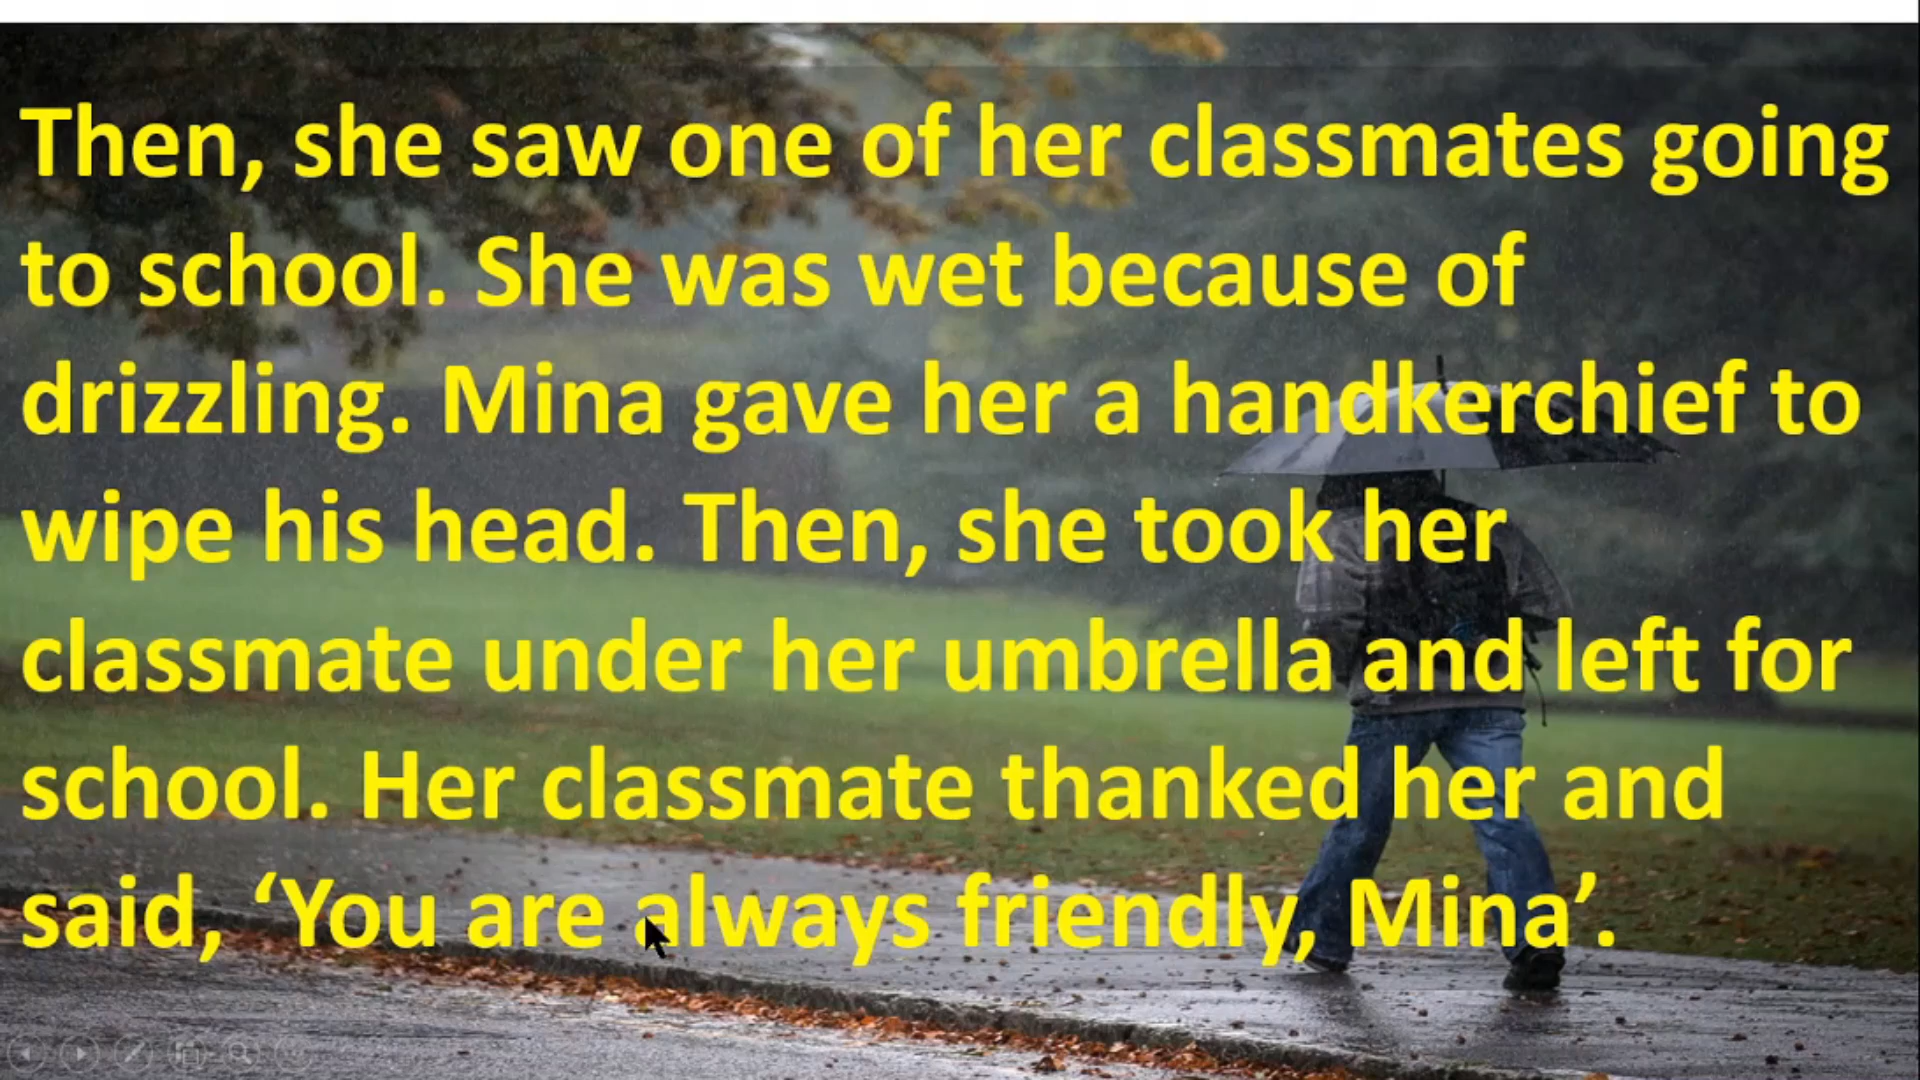 Then, she saw one of her classmates going
to school. She was wet because of
drizzling. Mina gave her a handkerchief to
wipe his head. Then, she took her
classmate under her umbrella and left for
school. Her classmate thanked her and
said, ‘You are always friendly, Mina’.